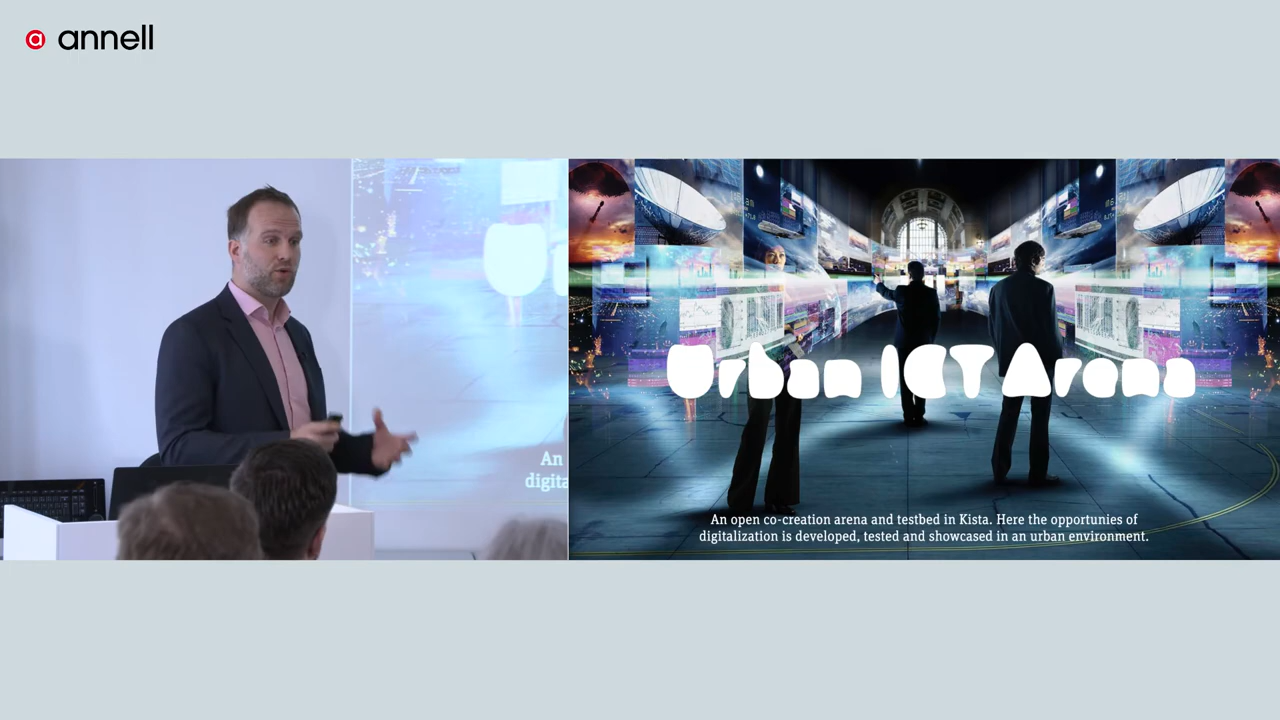 annell
An
digita
Urban ICT Arena
An open co-creation arena and testbed in Kista. Here the opportunies of
digitalization is developed, tested and showcased in an urban environment.